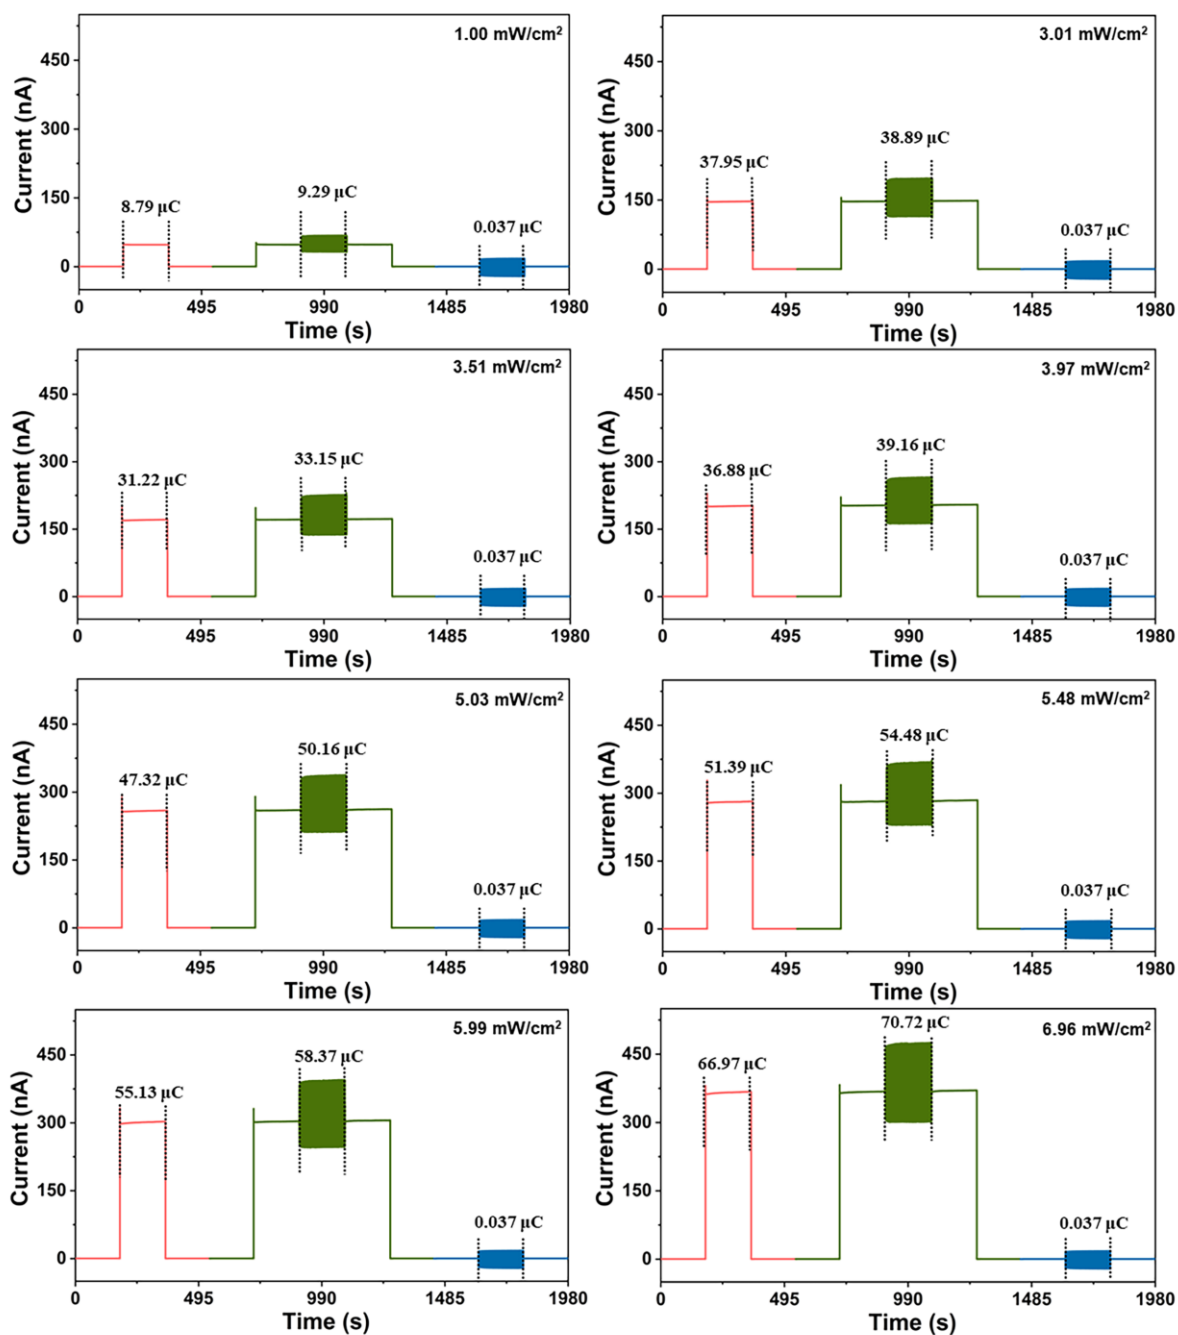 1.00 mW/cm²
450
300
150
0
Current (nA)
8.79 μC
9.29 μC
0.037 μC
0 495 990 1485 1980
Time (s)
3.01 mW/cm²
450
300
150
0
Current (nA)
37.95 μC
38.89 μC
0.037 μC
0 495 990 1485 1980
Time (s)
3.51 mW/cm²
450
300
150
0
Current (nA)
31.22 μC
33.15 μC
0.037 μC
0 495 990 1485 1980
Time (s)
3.97 mW/cm²
450
300
150
0
Current (nA)
36.88 μC
39.16 μC
0.037 μC
0 495 990 1485 1980
Time (s)
5.03 mW/cm²
450
300
150
0
Current (nA)
47.32 μC
50.16 μC
0.037 μC
0 495 990 1485 1980
Time (s)
5.48 mW/cm²
450
300
150
0
Current (nA)
51.39 μC
54.48 μC
0.037 μC
0 495 990 1485 1980
Time (s)
5.99 mW/cm²
450
300
150
0
Current (nA)
55.13 μC
58.37 μC
0.037 μC
0 495 990 1485 1980
Time (s)
6.96 mW/cm²
450
300
150
0
Current (nA)
66.97 μC
70.72 μC
0.037 μC
0 495 990 1485 1980
Time (s)